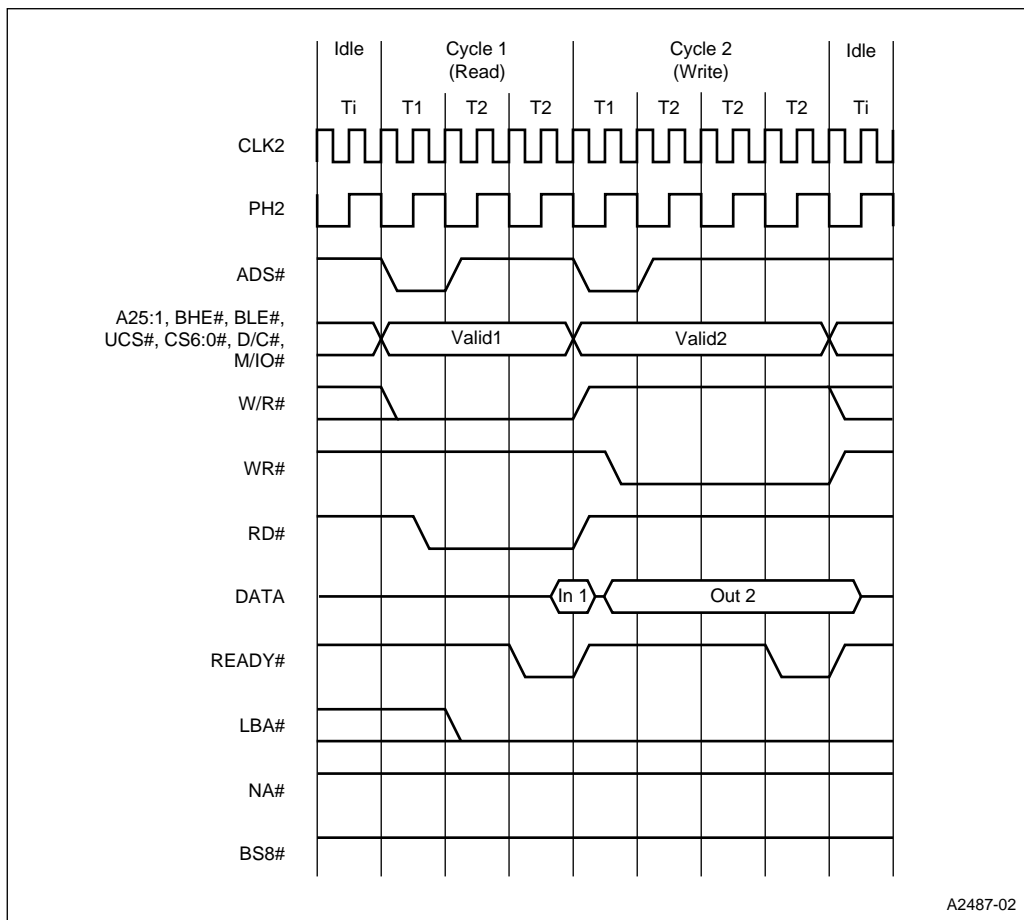 Idle Cycle 1 Cycle 2 Idle
(Read) (Write)
Ti T1 T2 T2 T1 T2 T2 T2 Ti
CLK2
PH2
ADS#
A25:1, BHE#, BLE#,
UCS#, CS6:0#, D/C#,
M/IO#
Valid1 Valid2
W/R#
WR#
RD#
DATA In 1 Out 2
READY#
LBA#
NA#
BS8#
A2487-02